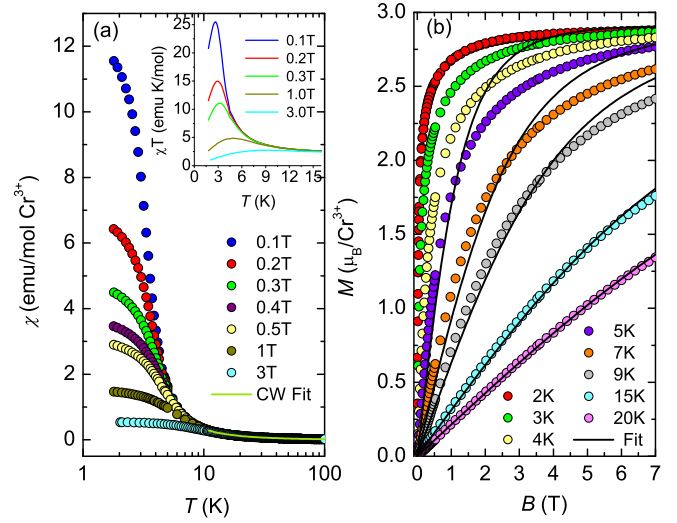 (a)
χ (emu/mol Cr³⁺)
12
10
8
6
4
2
0
1
10
100
T (K)
χT (emu K/mol)
25
20
15
10
5
0
0
3
6
9
12
15
T (K)
0.1T
0.2T
0.3T
1.0T
3.0T
0.1T
0.2T
0.3T
0.4T
0.5T
1T
3T
CW Fit
(b)
M (μ_B/Cr³⁺)
3.0
2.5
2.0
1.5
1.0
0.5
0.0
0
1
2
3
4
5
6
7
B (T)
2K
3K
4K
5K
7K
9K
15K
20K
Fit